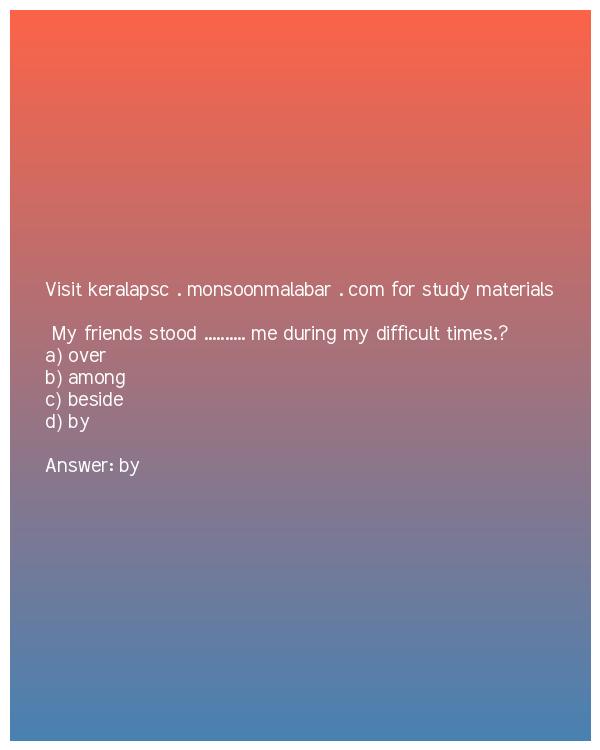 Visit keralapsc . monsoonmalabar . com for study materials
My friends stood .......... me during my difficult times.?
a) over
b) among
c) beside
d) by
Answer: by